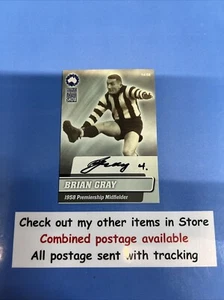 BRIAN GRAY
1958 Premiership Midfielder
Check out my other items in Store
Combined postage available
All postage sent with tracking